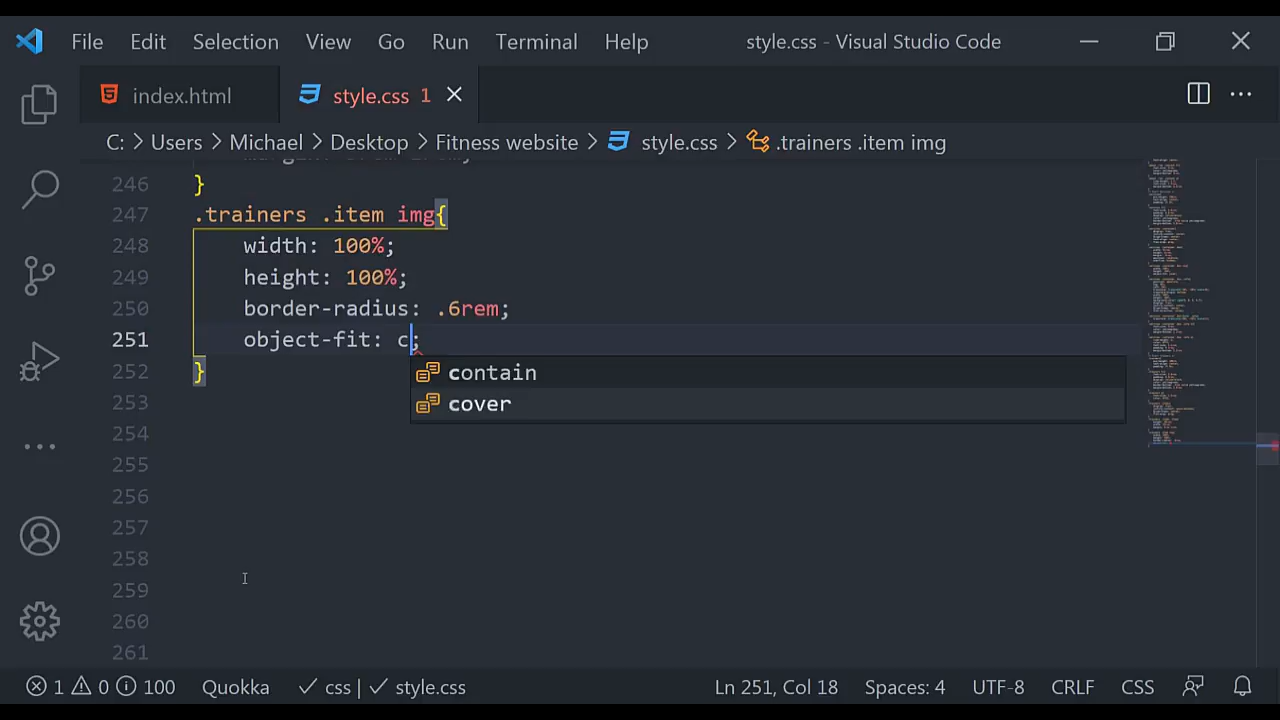 File Edit Selection View Go Run Terminal Help style.css - Visual Studio Code
index.html style.css 1
C: > Users > Michael > Desktop > Fitness website > style.css > .trainers .item img
246 }
247 .trainers .item img{
248 width: 100%;
249 height: 100%;
250 border-radius: .6rem;
251 object-fit: c;
252 }
contain
cover
253
254
255
256
257
258
259
260
261
1 0 100 Quokka ✓ css | ✓ style.css Ln 251, Col 18 Spaces: 4 UTF-8 CRLF CSS